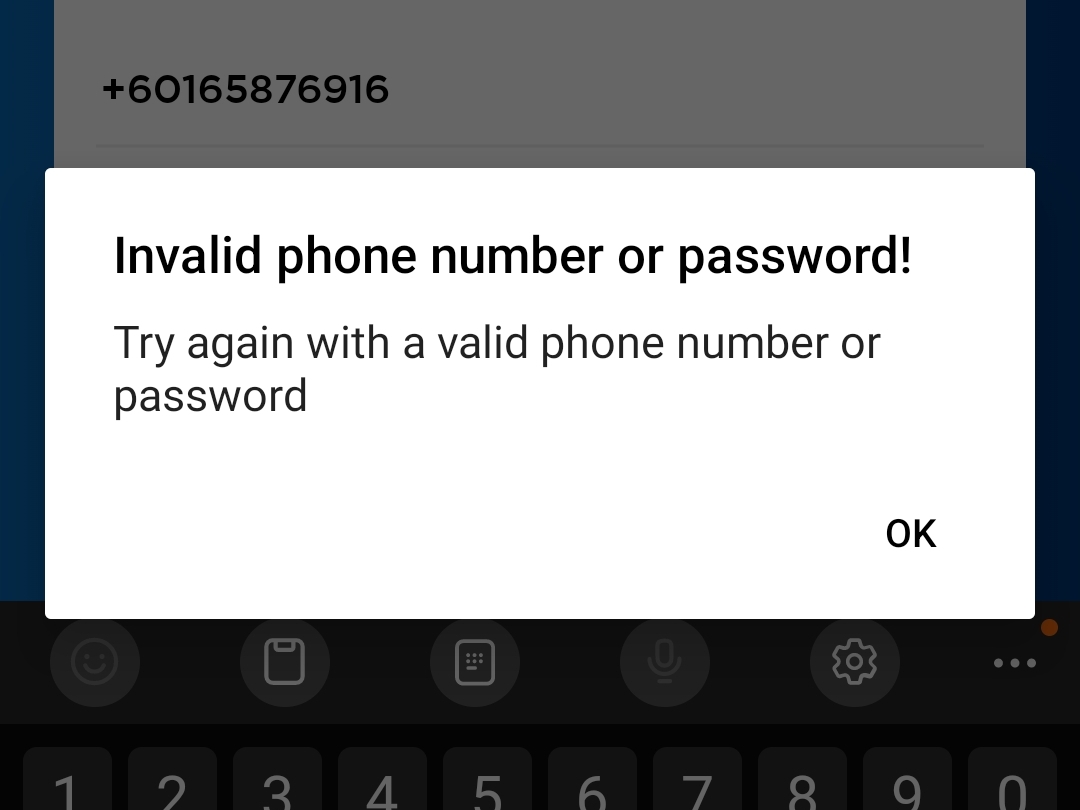 +60165876916
Invalid phone number or password!
Try again with a valid phone number or
password
OK
1 2 3 4 5 6 7 8 9 0